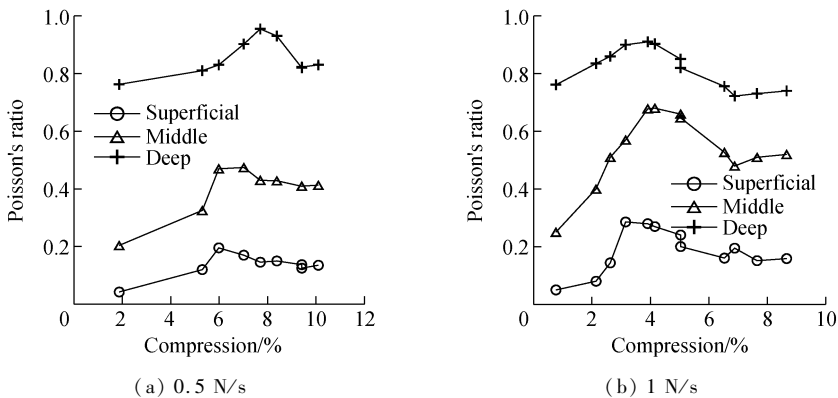 1.0
0.8
0.6
0.4
0.2
0
2
4
6
8
10
12
Poisson's ratio
Superficial
Middle
Deep
Compression/%
(a) 0.5 N/s
1.0
0.8
0.6
0.4
0.2
0
2
4
6
8
10
Poisson's ratio
Superficial
Middle
Deep
Compression/%
(b) 1 N/s